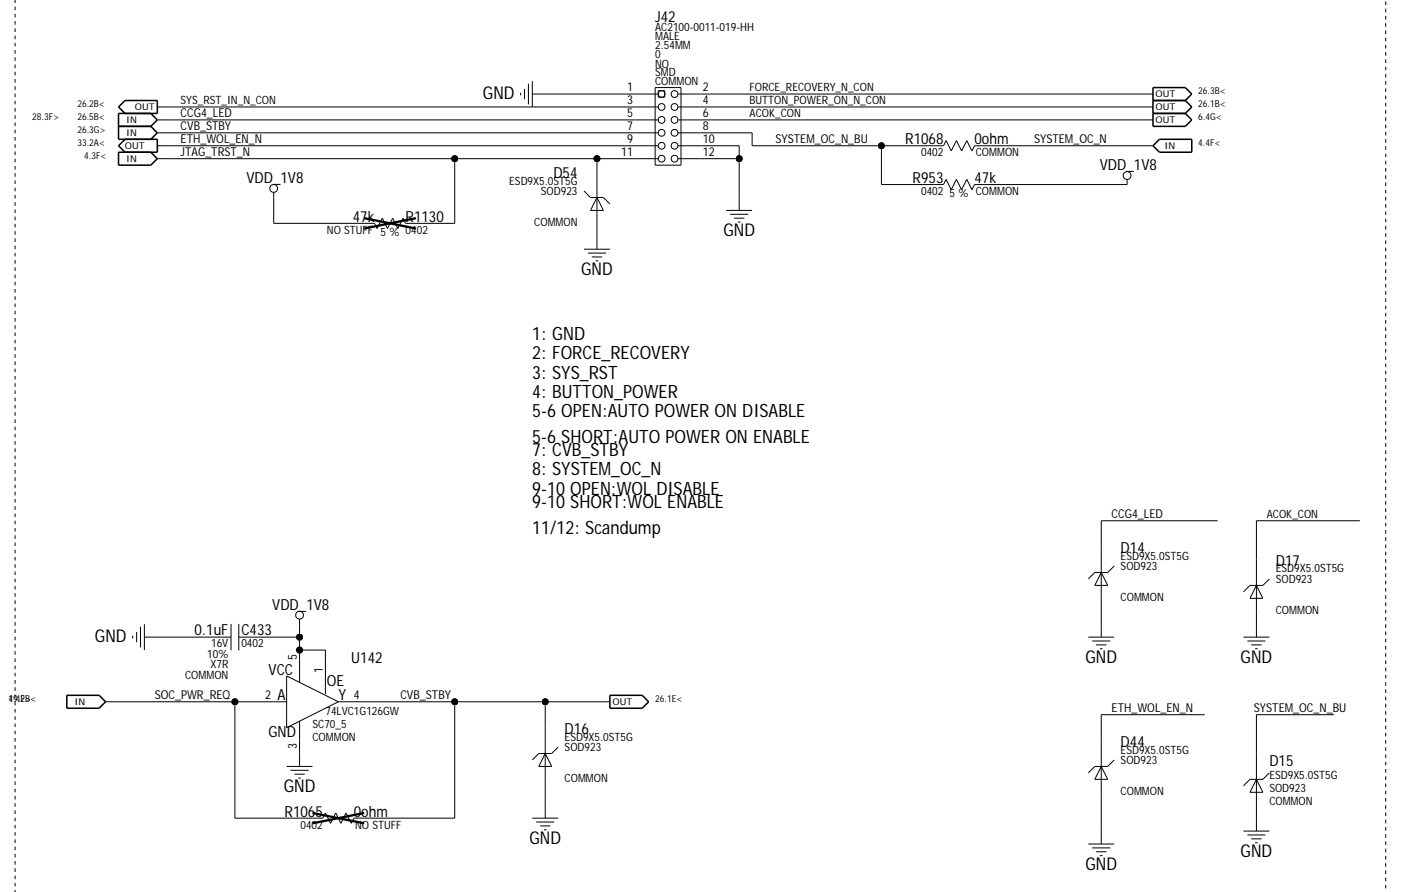 J42
AC2100-0011-019-HH
MALE
2.54MM
0
NO
SMD
COMMON
GND
1 2 FORCE_RECOVERY_N_CON OUT 26.3B<
26.2B< OUT SYS_RST_IN_N_CON 3 4 BUTTON_POWER_ON_N_CON OUT 26.1B<
28.3F> 26.5B< IN CCG4_LED 5 6 ACOK_CON OUT 6.4G<
26.3G> IN CVB_STBY 7 8
33.2A< OUT ETH_WOL_EN_N 9 10 SYSTEM_OC_N_BU R1068 0ohm SYSTEM_OC_N IN 4.4F<
0402 COMMON
4.3F< IN JTAG_TRST_N 11 12
VDD_1V8
R953 47k
0402 5 % COMMON
VDD_1V8
D54
ESD9X5.0ST5G
SOD923
COMMON
GND
GND
47k R1130
NO STUFF 5 % 0402
1: GND
2: FORCE_RECOVERY
3: SYS_RST
4: BUTTON_POWER
5-6 OPEN:AUTO POWER ON DISABLE
5-6 SHORT:AUTO POWER ON ENABLE
7: CVB_STBY
8: SYSTEM_OC_N
9-10 OPEN:WOL DISABLE
9-10 SHORT:WOL ENABLE
11/12: Scandump
CCG4_LED
D14
ESD9X5.0ST5G
SOD923
COMMON
GND
ACOK_CON
D17
ESD9X5.0ST5G
SOD923
COMMON
GND
VDD_1V8
GND 0.1uF C433
16V 0402
10%
X7R
COMMON
U142
5
1
VCC
OE
IN SOC_PWR_REQ 2 A Y 4 CVB_STBY OUT 26.1E<
74LVC1G126GW
SC70_5
COMMON
GND
3
GND
R1065 0ohm
0402 NO STUFF
D16
ESD9X5.0ST5G
SOD923
COMMON
GND
ETH_WOL_EN_N
D44
ESD9X5.0ST5G
SOD923
COMMON
GND
SYSTEM_OC_N_BU
D15
ESD9X5.0ST5G
SOD923
COMMON
GND